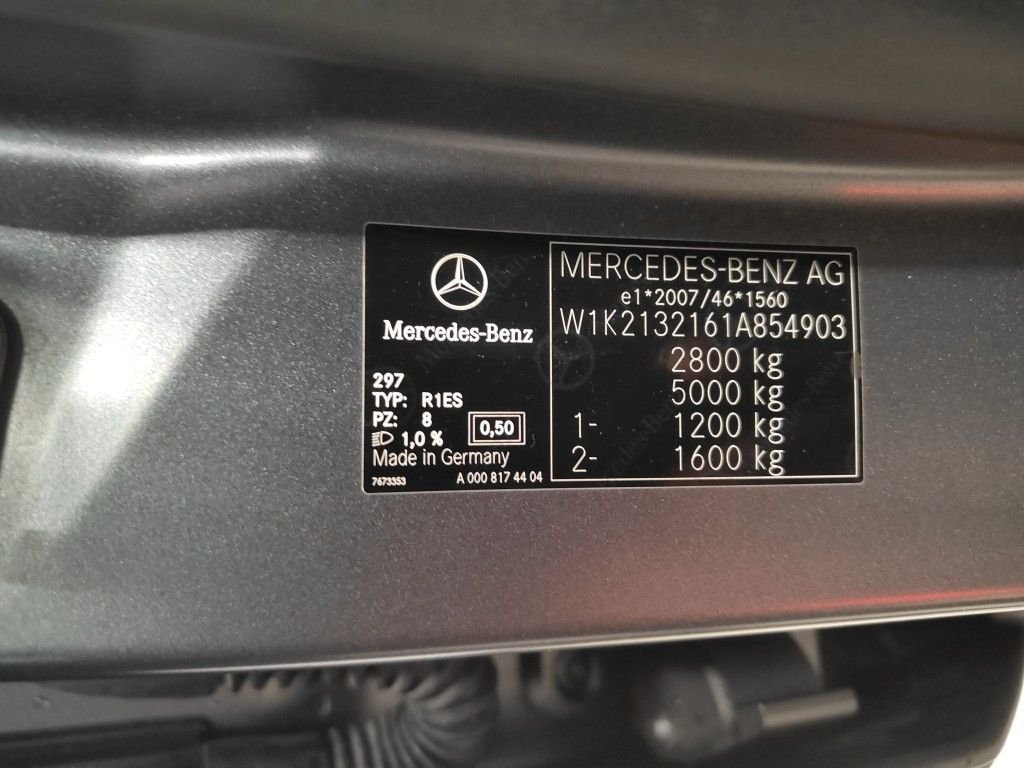 Mercedes-Benz
297
TYP: R1ES
PZ: 8
1,0 %
0,50
Made in Germany
7673353
A 000 817 44 04
MERCEDES-BENZ AG
e1*2007/46*1560
W1K2132161A854903
2800 kg
5000 kg
1- 1200 kg
2- 1600 kg